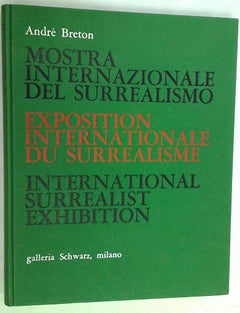 André Breton
MOSTRA
INTERNAZIONALE
DEL SURREALISMO
EXPOSITION
INTERNATIONALE
DU SURREALISME
INTERNATIONAL
SURREALIST
EXHIBITION
galleria Schwarz, milano